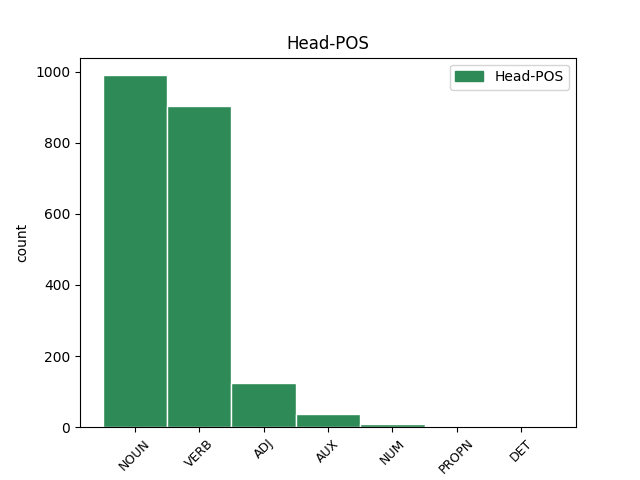 Head-POS
Head-POS
1000
800
600
400
200
0
count
NOUN
VERB
ADJ
AUX
NUM
PROPN
DET